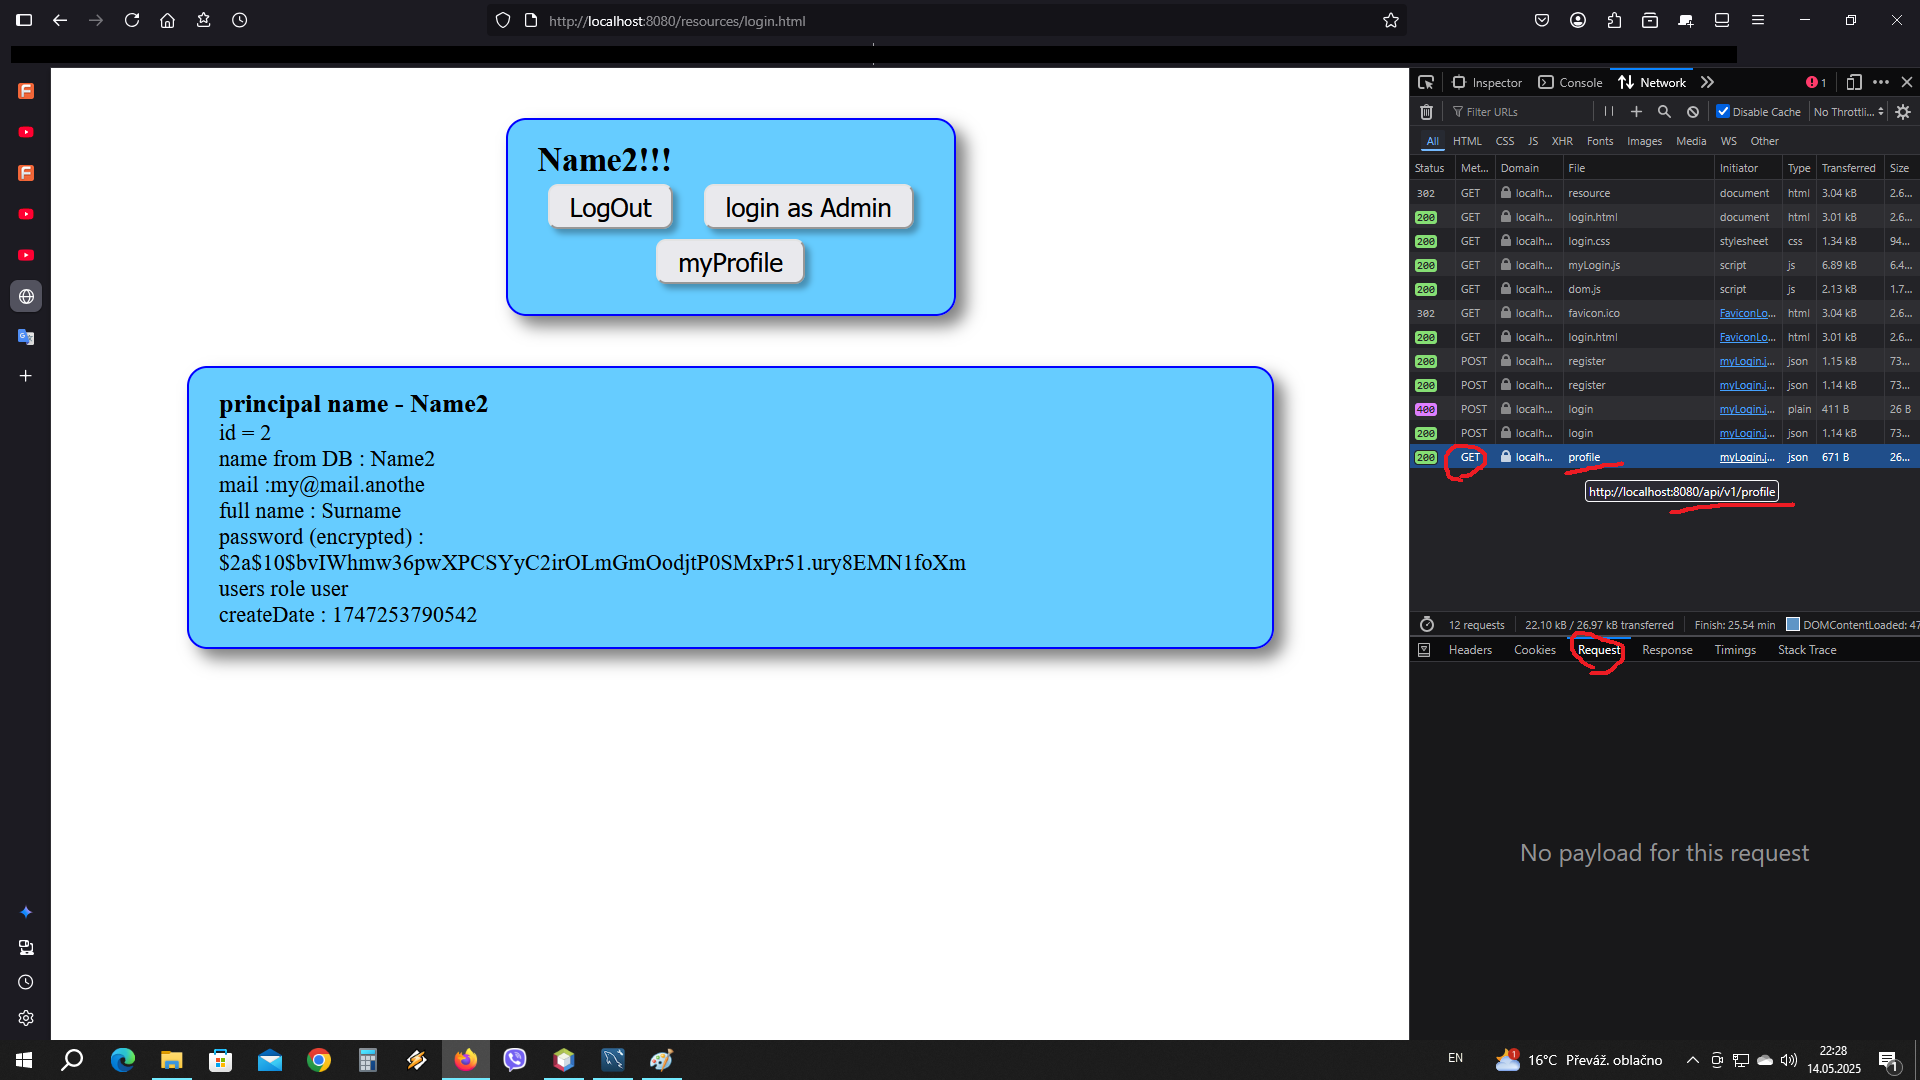 http://localhost:8080/resources/login.html
Name2!!!
LogOut
login as Admin
myProfile
principal name - Name2
id = 2
name from DB : Name2
mail :my@mail.anothe
full name : Surname
password (encrypted) :
$2a$10$bvIWhmw36pwXPCSYyC2irOLmGmOodjtP0SMxPr51.ury8EMN1foXm
users role user
createDate : 1747253790542
Inspector Console Network 1
Filter URLs Disable Cache No Throttli...
All HTML CSS JS XHR Fonts Images Media WS Other
Status Met... Domain File Initiator Type Transferred Size
302 GET localh... resource document html 3.04 kB 2.6...
200 GET localh... login.html document html 3.01 kB 2.6...
200 GET localh... login.css stylesheet css 1.34 kB 94...
200 GET localh... myLogin.js script js 6.89 kB 6.4...
200 GET localh... dom.js script js 2.13 kB 1.7...
302 GET localh... favicon.ico FaviconLo... html 3.04 kB 2.6...
200 GET localh... login.html FaviconLo... html 3.01 kB 2.6...
200 POST localh... register myLogin.j... json 1.15 kB 73...
200 POST localh... register myLogin.j... json 1.14 kB 73...
400 POST localh... login myLogin.j... plain 411 B 26 B
200 POST localh... login myLogin.j... json 1.14 kB 73...
200 GET localh... profile myLogin.j... json 671 B 26...
http://localhost:8080/api/v1/profile
12 requests 22.10 kB / 26.97 kB transferred Finish: 25.54 min DOMContentLoaded: 47
Headers Cookies Request Response Timings Stack Trace
No payload for this request
EN 1 16°C Převáž. oblačno 22:28
14.05.2025 1